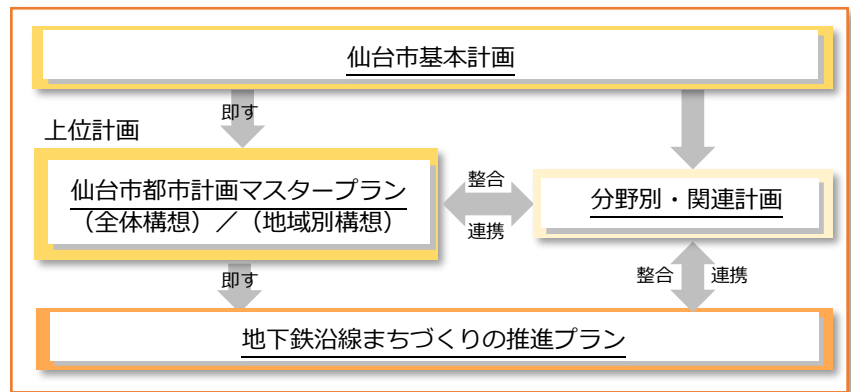 仙台市基本計画
即す
上位計画
仙台市都市計画マスタープラン
（全体構想）／（地域別構想）
整合
連携
分野別・関連計画
即す
整合
連携
地下鉄沿線まちづくりの推進プラン